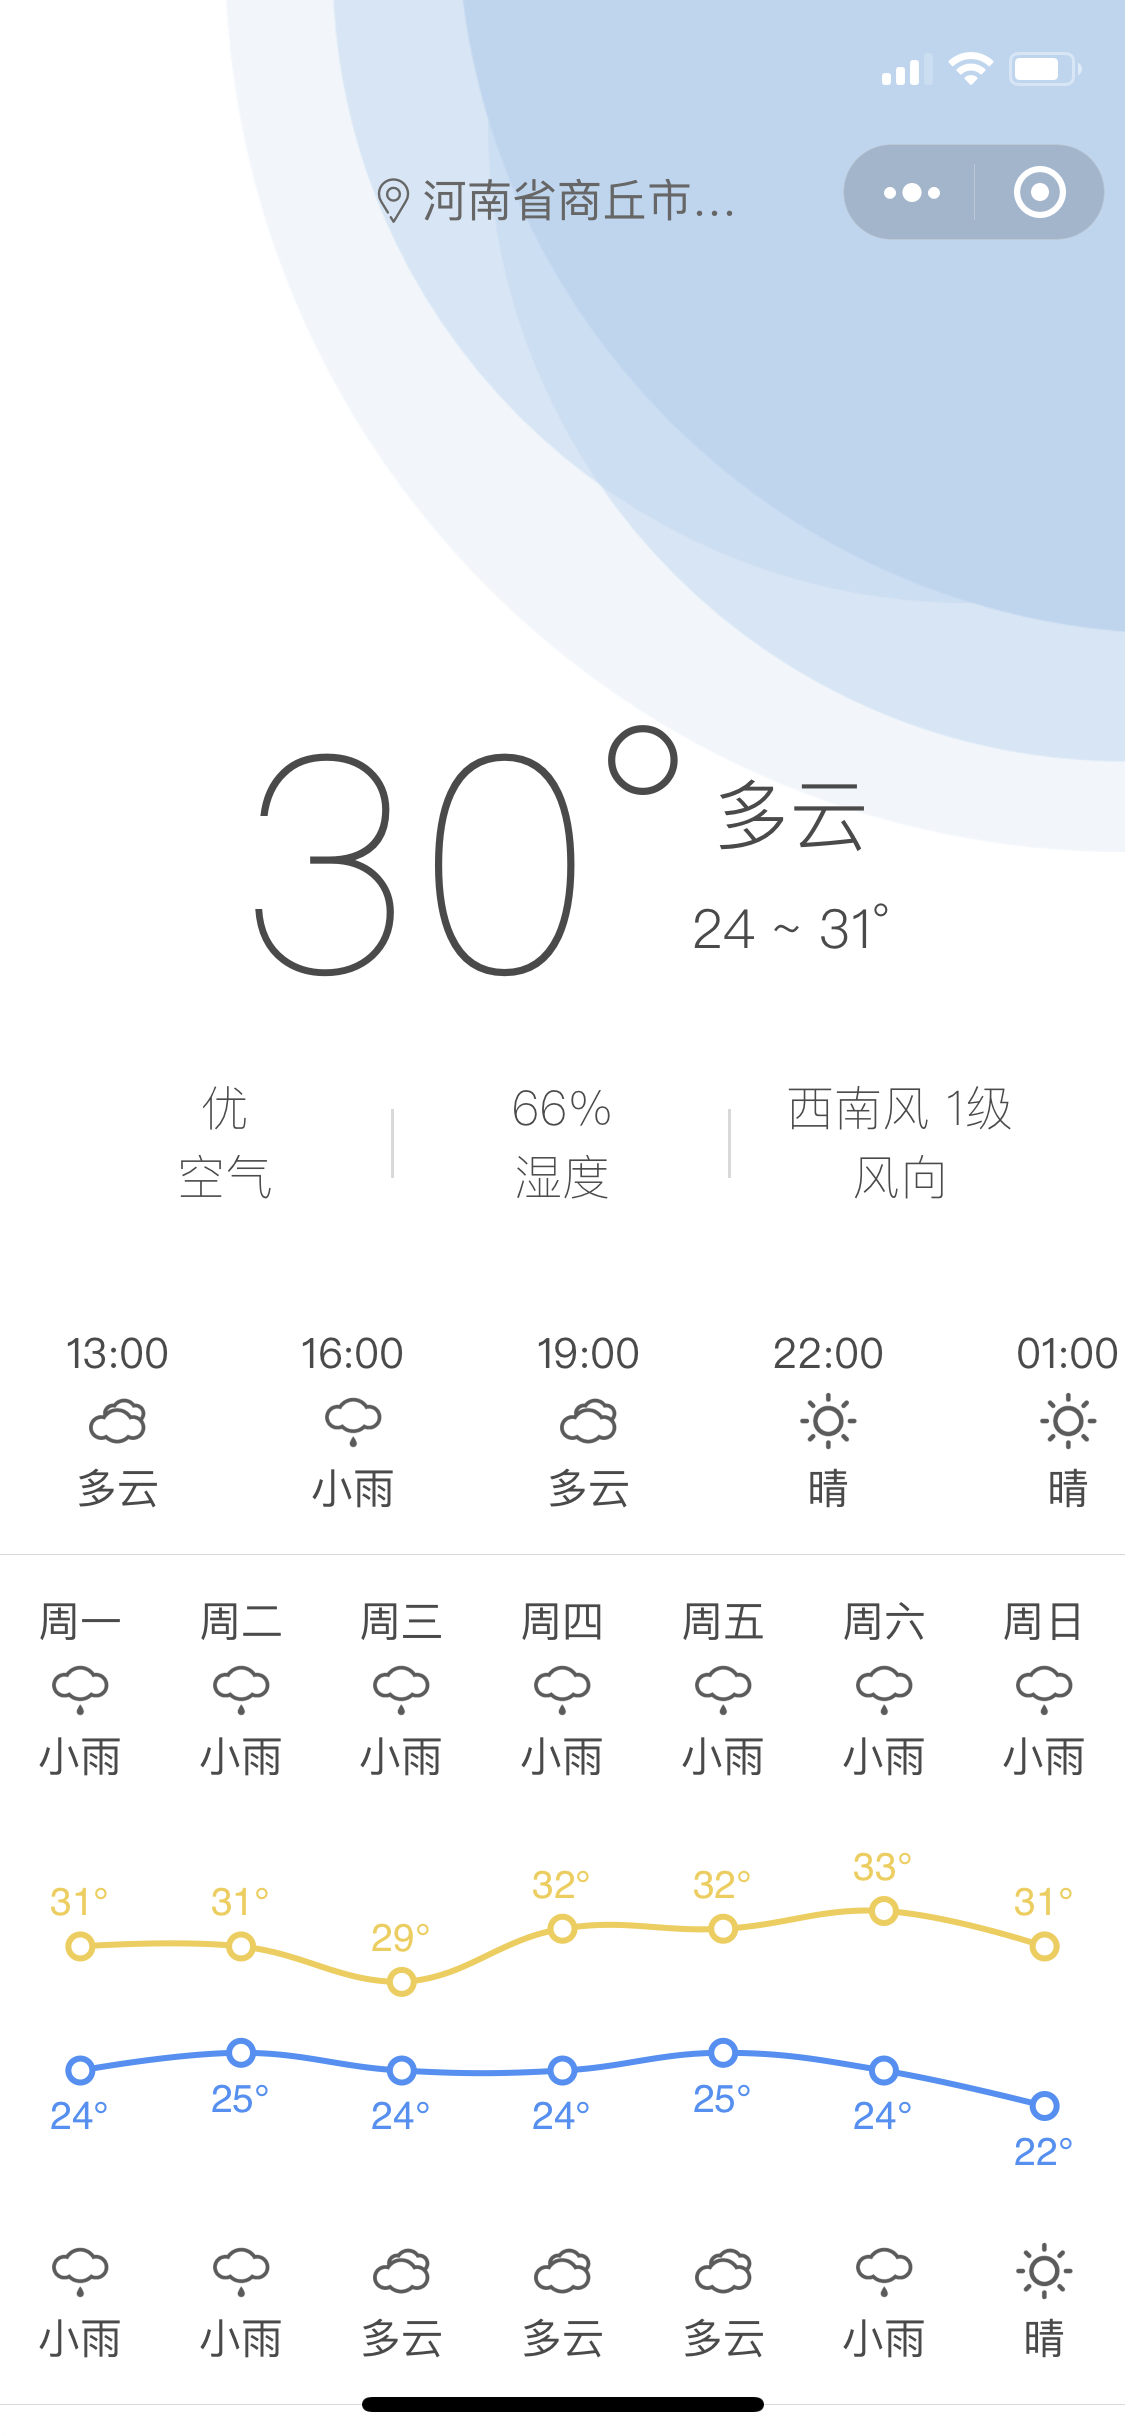 河南省商丘市...
30°
多云
24 ~ 31°
优 66% 西南风 1级
空气 湿度 风向
13:00 16:00 19:00 22:00 01:00
多云 小雨 多云 晴 晴
周一 周二 周三 周四 周五 周六 周日
小雨 小雨 小雨 小雨 小雨 小雨 小雨
31° 31° 29° 32° 32° 33° 31°
24° 25° 24° 24° 25° 24° 22°
小雨 小雨 多云 多云 多云 小雨 晴